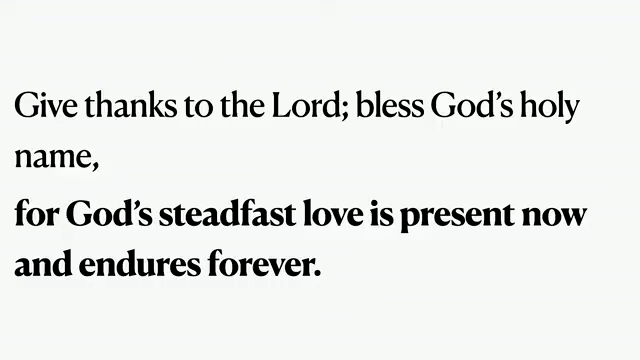 Give thanks to the Lord; bless God’s holy
name,
for God’s steadfast love is present now
and endures forever.